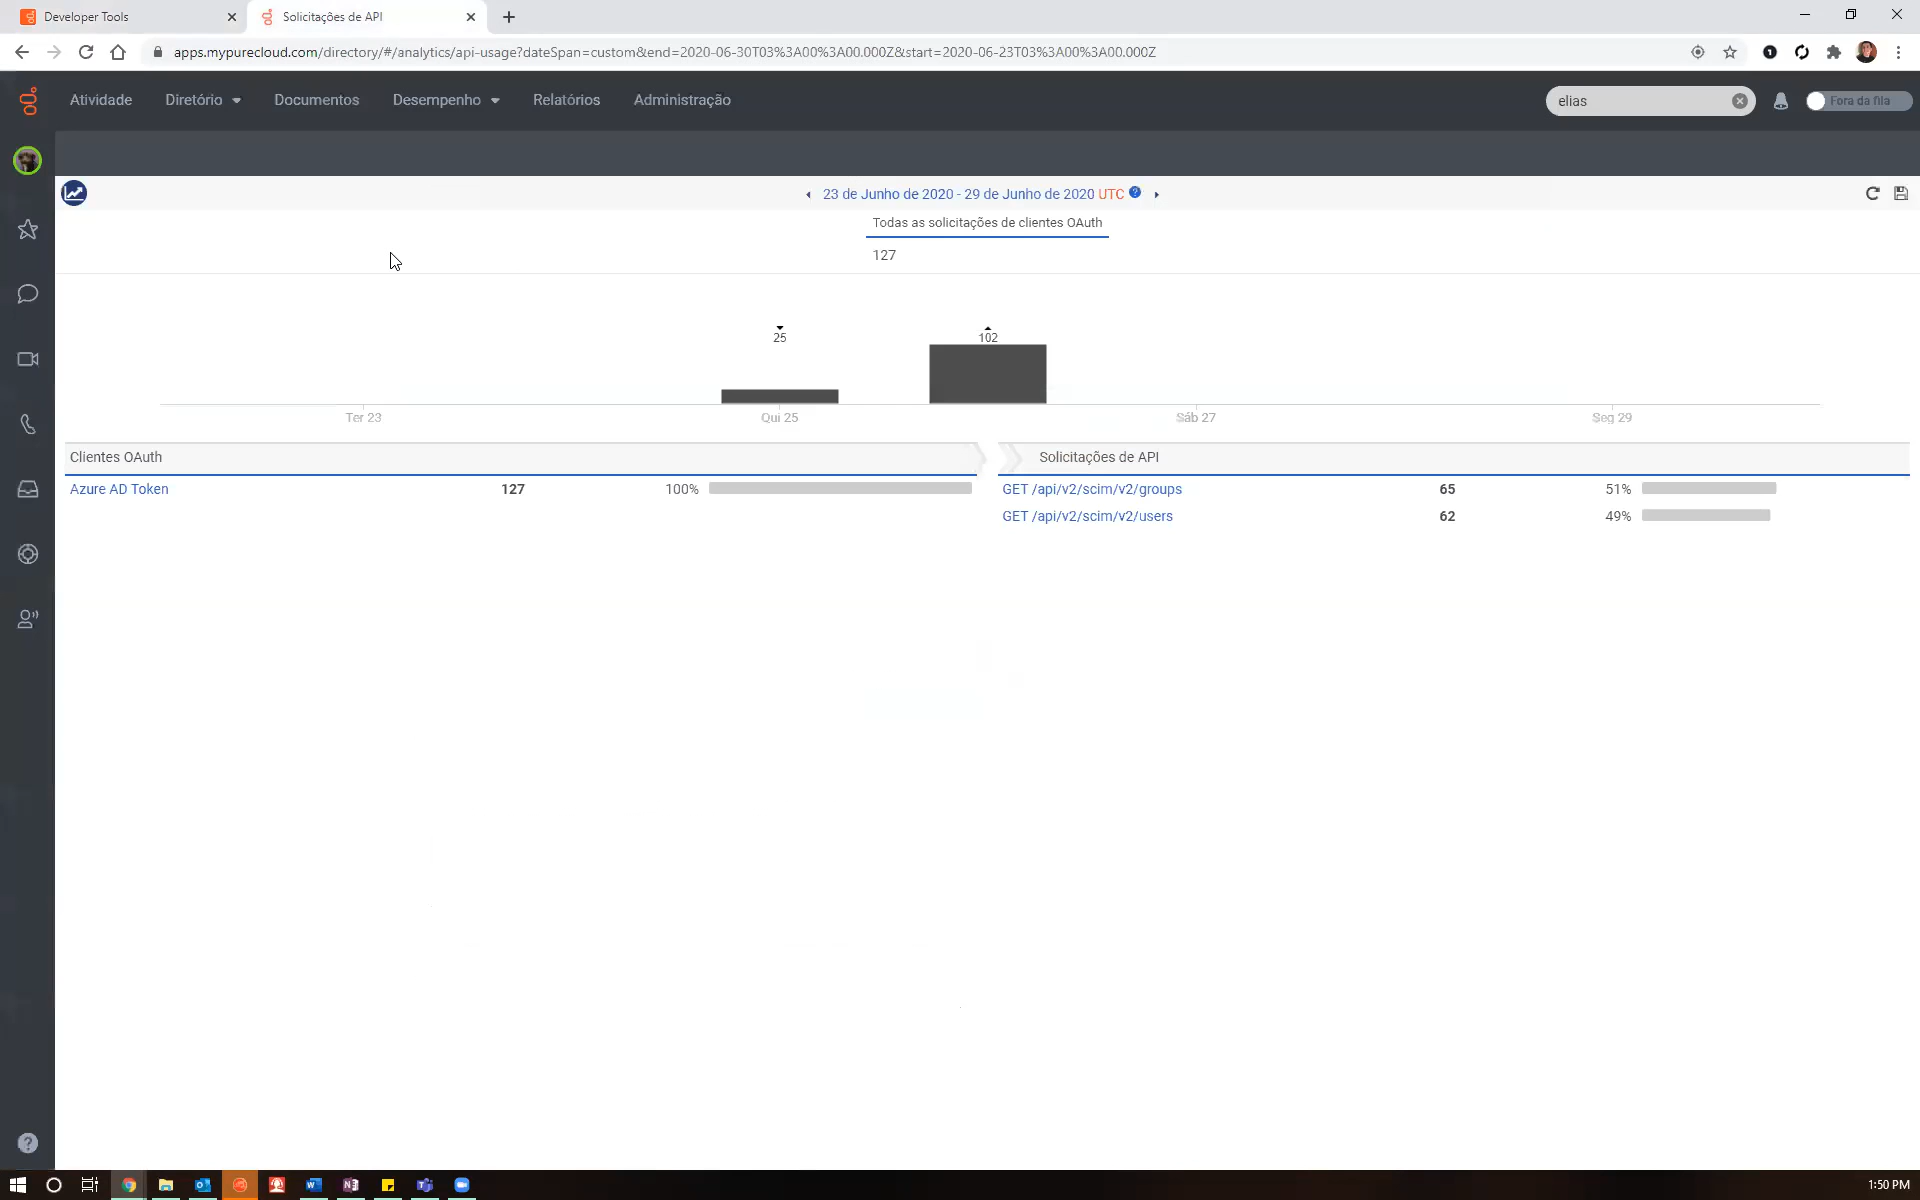 Developer Tools
Solicitações de API
apps.mypurecloud.com/directory/#/analytics/api-usage?dateSpan=custom&end=2020-06-30T03%3A00%3A00.000Z&start=2020-06-23T03%3A00%3A00.000Z
Atividade Diretório Documentos Desempenho Relatórios Administração
elias
Fora da fila
23 de Junho de 2020 - 29 de Junho de 2020 UTC ?
Todas as solicitações de clientes OAuth
127
25 102
Ter 23 Qui 25 Sáb 27 Seg 29
Clientes OAuth
Azure AD Token 127 100%
Solicitações de API
GET /api/v2/scim/v2/groups 65 51%
GET /api/v2/scim/v2/users 62 49%
1:50 PM